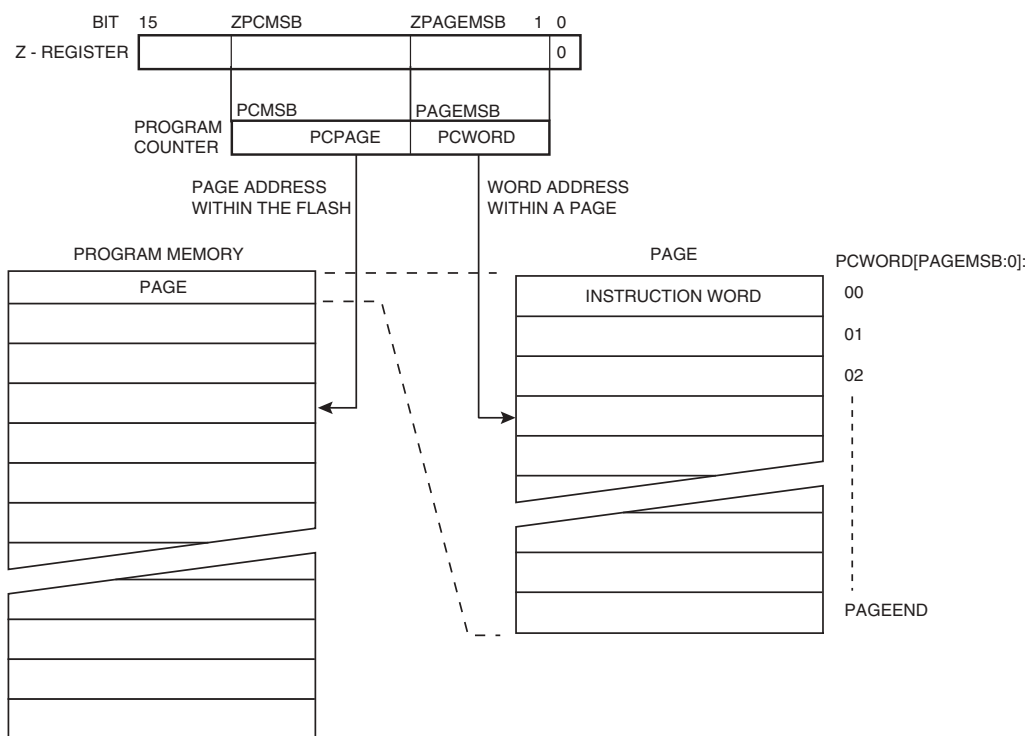 BIT 15 ZPCMSB ZPAGEMSB 1 0
Z - REGISTER 0
PCMSB PAGEMSB
PROGRAM
COUNTER
PCPAGE PCWORD
PAGE ADDRESS
WITHIN THE FLASH
WORD ADDRESS
WITHIN A PAGE
PROGRAM MEMORY
PAGE
PAGE
INSTRUCTION WORD
PCWORD[PAGEMSB:0]:
00
01
02
PAGEEND